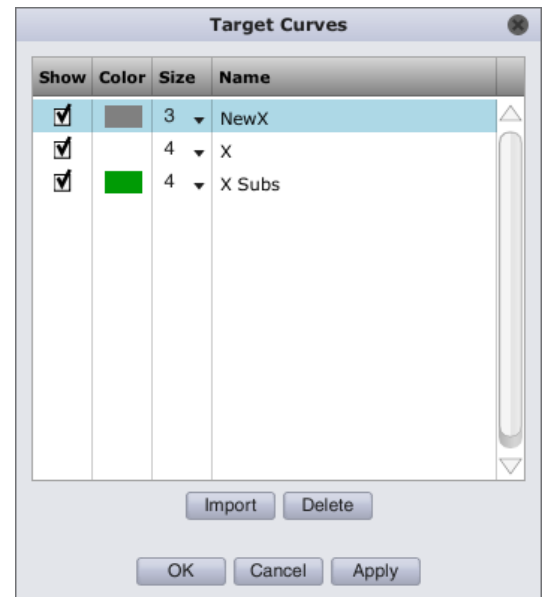 Target Curves
Show Color Size Name
3 NewX
4 X
4 X Subs
Import Delete
OK Cancel Apply